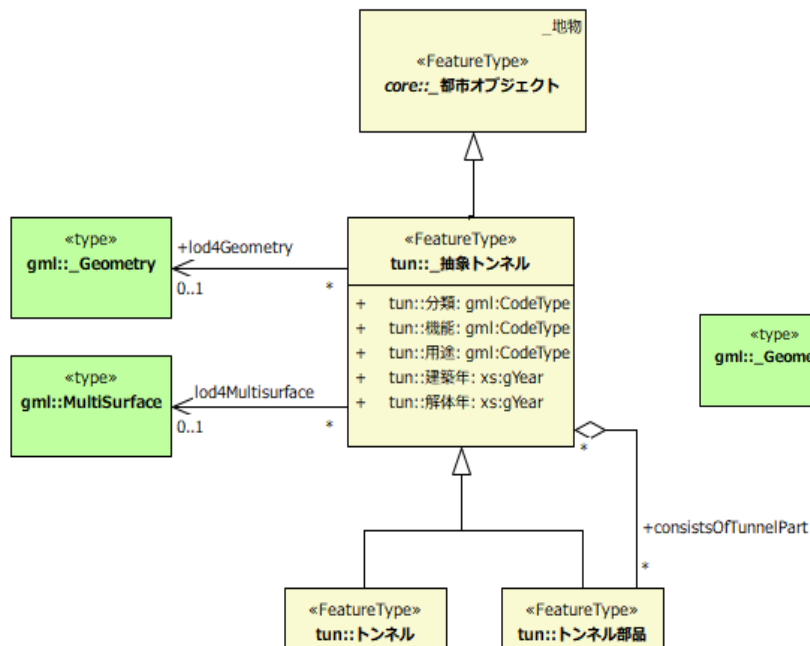 _地物
«FeatureType»
core::_都市オブジェクト
«type»
gml::_Geometry
+lod4Geometry
0..1
*
«FeatureType»
tun::_抽象トンネル
+ tun::分類: gml:CodeType
+ tun::機能: gml:CodeType
+ tun::用途: gml:CodeType
+ tun::建築年: xs:gYear
+ tun::解体年: xs:gYear
«type»
gml::MultiSurface
lod4Multisurface
0..1
*
«type»
gml::_Geome
*
+consistsOfTunnelPart
*
«FeatureType»
tun::トンネル
«FeatureType»
tun::トンネル部品